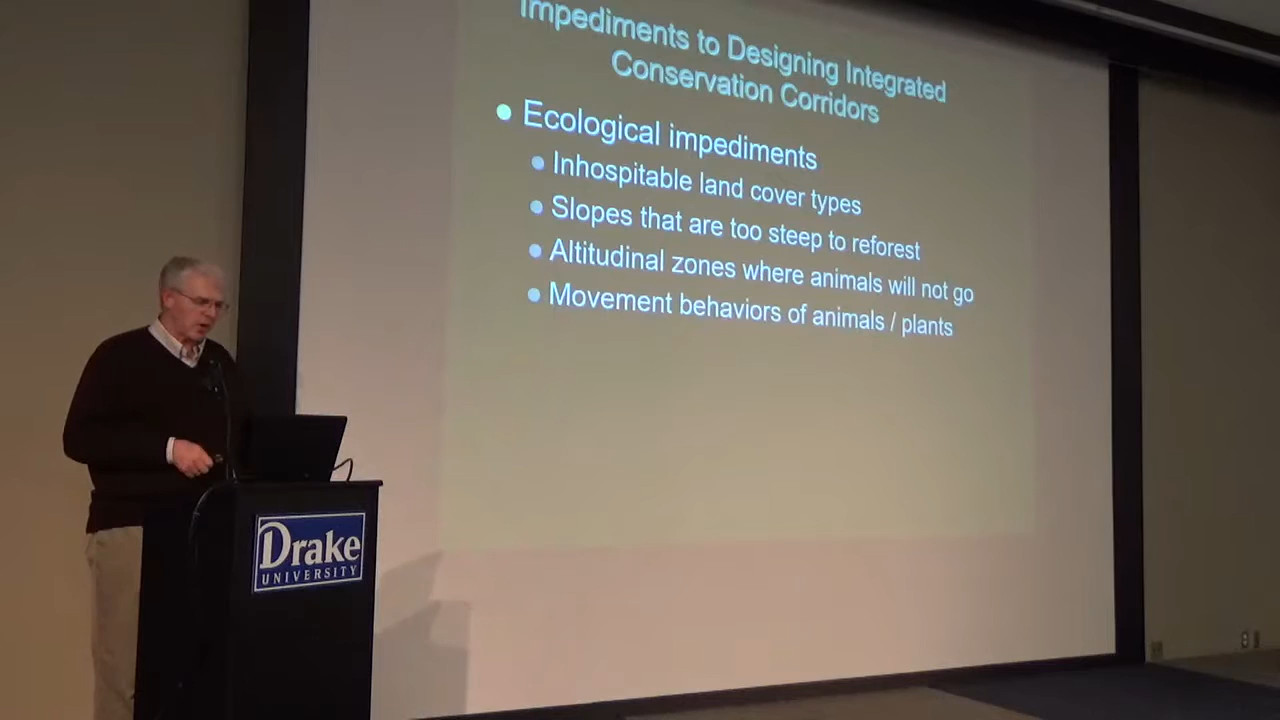 Impediments to Designing Integrated
Conservation Corridors
Ecological impediments
Inhospitable land cover types
Slopes that are too steep to reforest
Altitudinal zones where animals will not go
Movement behaviors of animals / plants
Drake
UNIVERSITY